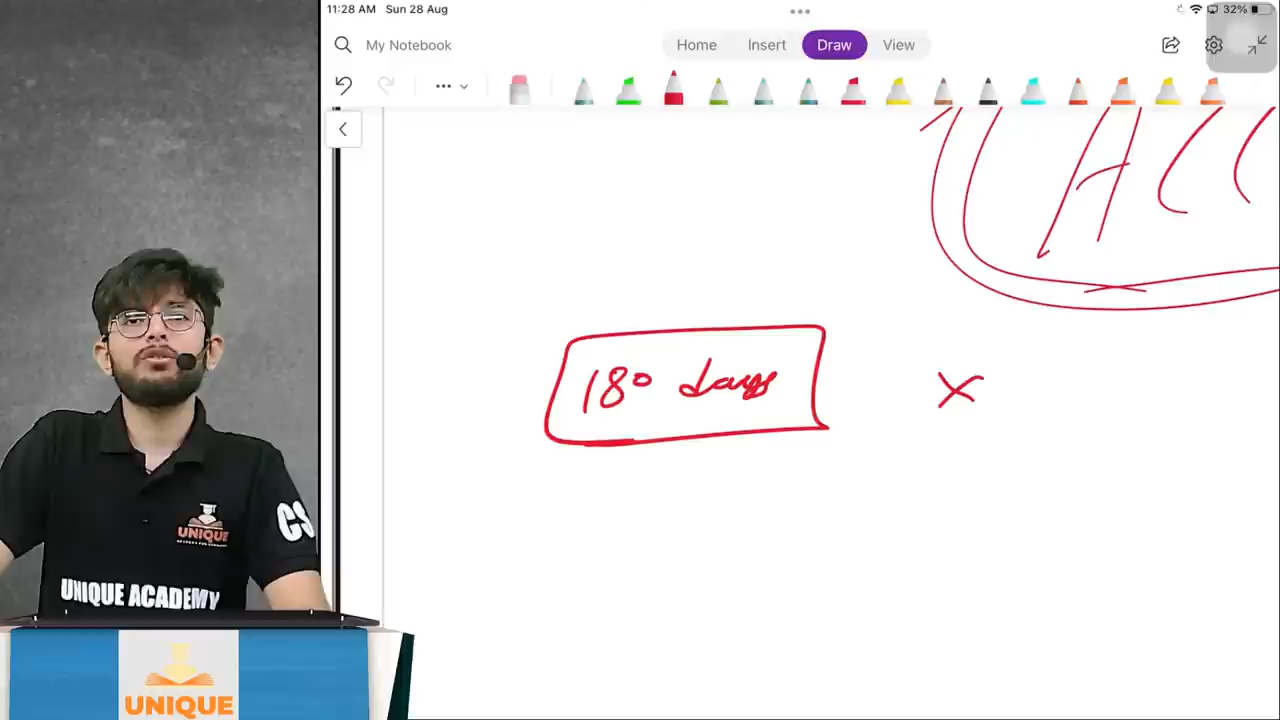 11:28 AM Sun 28 Aug
32%
My Notebook
Home Insert Draw View
ACC
180 days
×
UNIQUE
CS
UNIQUE ACADEMY
UNIQUE